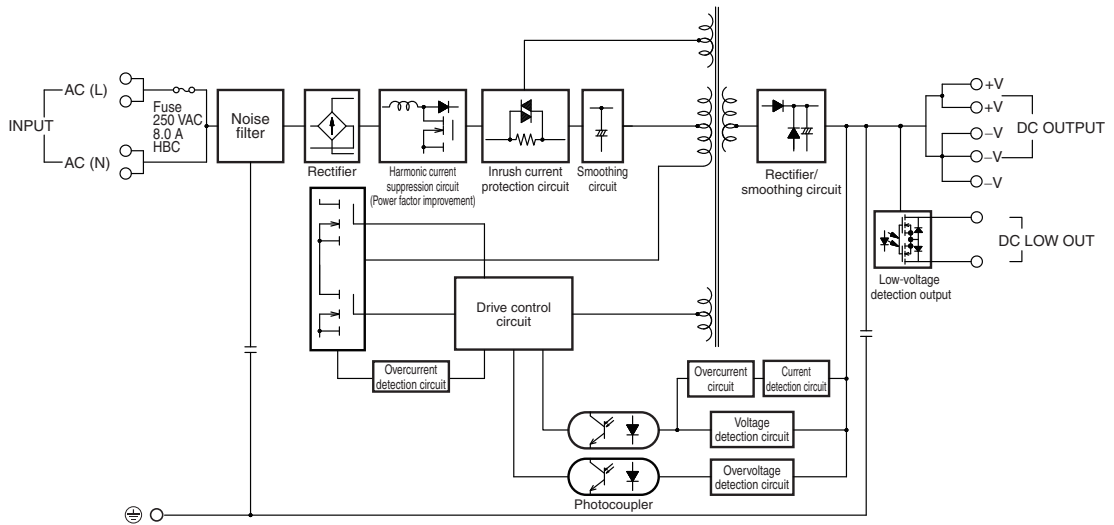 INPUT
AC (L)
AC (N)
Fuse
250 VAC
8.0 A
HBC
Noise
filter
Rectifier
Harmonic current
suppression circuit
(Power factor improvement)
Inrush current
protection circuit
Smoothing
circuit
Rectifier/
smoothing circuit
+V
+V
−V
−V
−V
DC OUTPUT
DC LOW OUT
Low-voltage
detection output
Drive control
circuit
Overcurrent
detection circuit
Overcurrent
circuit
Current
detection circuit
Voltage
detection circuit
Overvoltage
detection circuit
Photocoupler